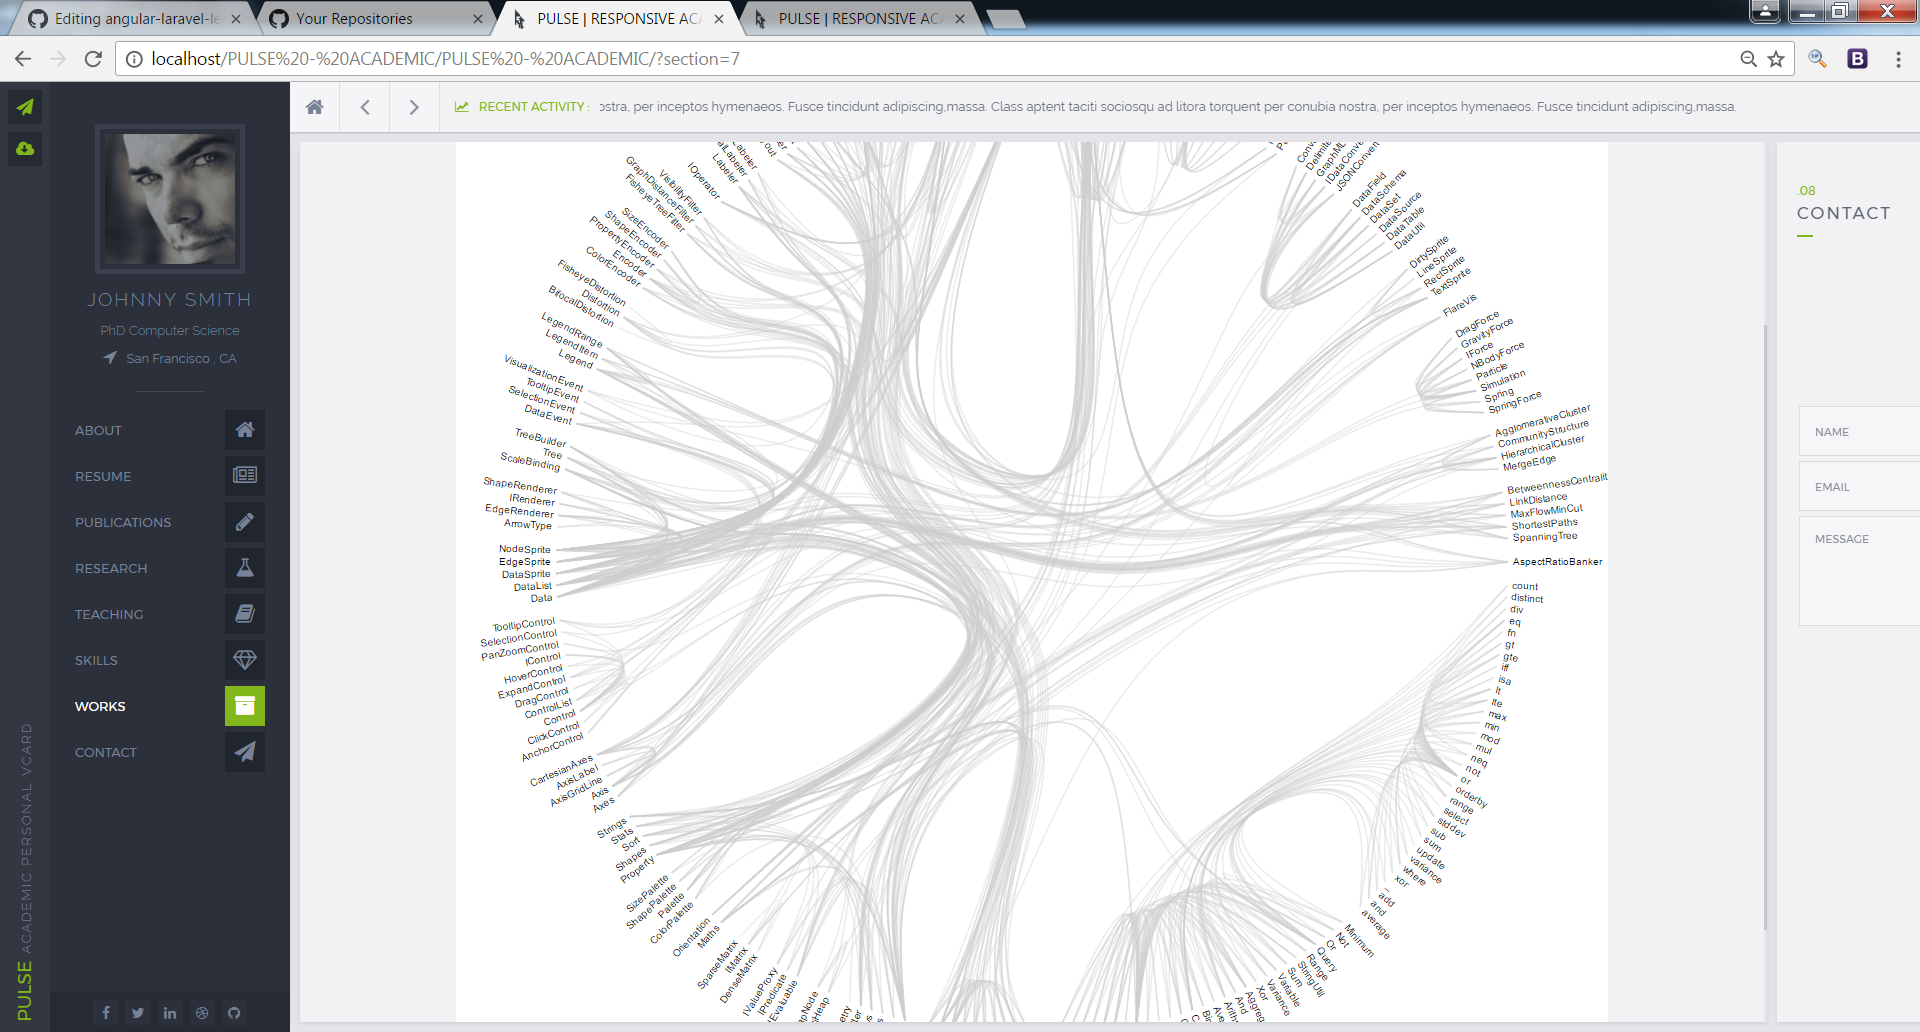 Editing angular-laravel-le
Your Repositories
PULSE | RESPONSIVE AC
PULSE | RESPONSIVE AC
localhost/PULSE%20-%20ACADEMIC/PULSE%20-%20ACADEMIC/?section=7
B
RECENT ACTIVITY : ostra, per inceptos hymenaeos. Fusce tincidunt adipiscing,massa. Class aptent taciti sociosqu ad litora torquent per conubia nostra, per inceptos hymenaeos. Fusce tincidunt adipiscing,massa.
JOHNNY SMITH
PhD Computer Science
San Francisco , CA
ABOUT
RESUME
PUBLICATIONS
RESEARCH
TEACHING
SKILLS
WORKS
CONTACT
PULSE ACADEMIC PERSONAL VCARD
Labeler
IOperator
VisibilityFilter
GraphDistanceFilter
FisheyeTreeFilter
SizeEncoder
ShapeEncoder
PropertyEncoder
Encoder
ColorEncoder
FisheyeDistortion
Distortion
BifocalDistortion
LegendRange
LegendItem
Legend
VisualizationEvent
TooltipEvent
SelectionEvent
DataEvent
TreeBuilder
Tree
ScaleBinding
ShapeRenderer
IRenderer
EdgeRenderer
ArrowType
NodeSprite
EdgeSprite
DataSprite
DataList
Data
TooltipControl
SelectionControl
PanZoomControl
IControl
HoverControl
ExpandControl
DragControl
ControlList
Control
ClickControl
AnchorControl
CartesianAxes
AxisLabel
AxisGridLine
Axis
Axes
Strings
Stats
Sort
Shapes
Property
SizePalette
ShapePalette
Palette
ColorPalette
Orientation
Maths
SparseMatrix
IMatrix
DenseMatrix
IValueProxy
IPredicate
IEvaluable
Conv
Delimit
GraphML
IDataConve
JSONConvert
DataField
DataSchema
DataSet
DataSource
DataTable
DataUtil
DirtySprite
LineSprite
RectSprite
TextSprite
FlareVis
DragForce
GravityForce
IForce
NBodyForce
Particle
Simulation
Spring
SpringForce
AgglomerativeCluster
CommunityStructure
HierarchicalCluster
MergeEdge
BetweennessCentralit
LinkDistance
MaxFlowMinCut
ShortestPaths
SpanningTree
AspectRatioBanker
count
distinct
div
eq
fn
gt
gte
iff
isa
lt
lte
max
min
mod
mul
neq
not
or
orderby
range
select
stddev
sub
sum
update
variance
where
xor
_
add
and
average
Minimum
Not
Or
Query
Range
StringUtil
Sum
Variable
Variance
Xor
Aggreg
And
Arith
Ave
Bin
.08
CONTACT
NAME
EMAIL
MESSAGE